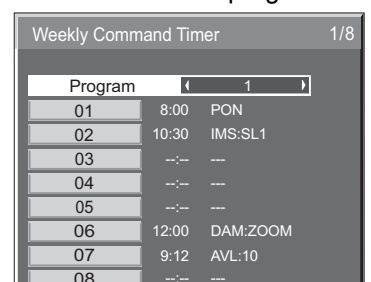 Weekly Command Timer 1/8
Program 1
01 8:00 PON
02 10:30 IMS:SL1
03 --:-- ---
04 --:-- ---
05 --:-- ---
06 12:00 DAM:ZOOM
07 9:12 AVL:10
08 --:-- ---